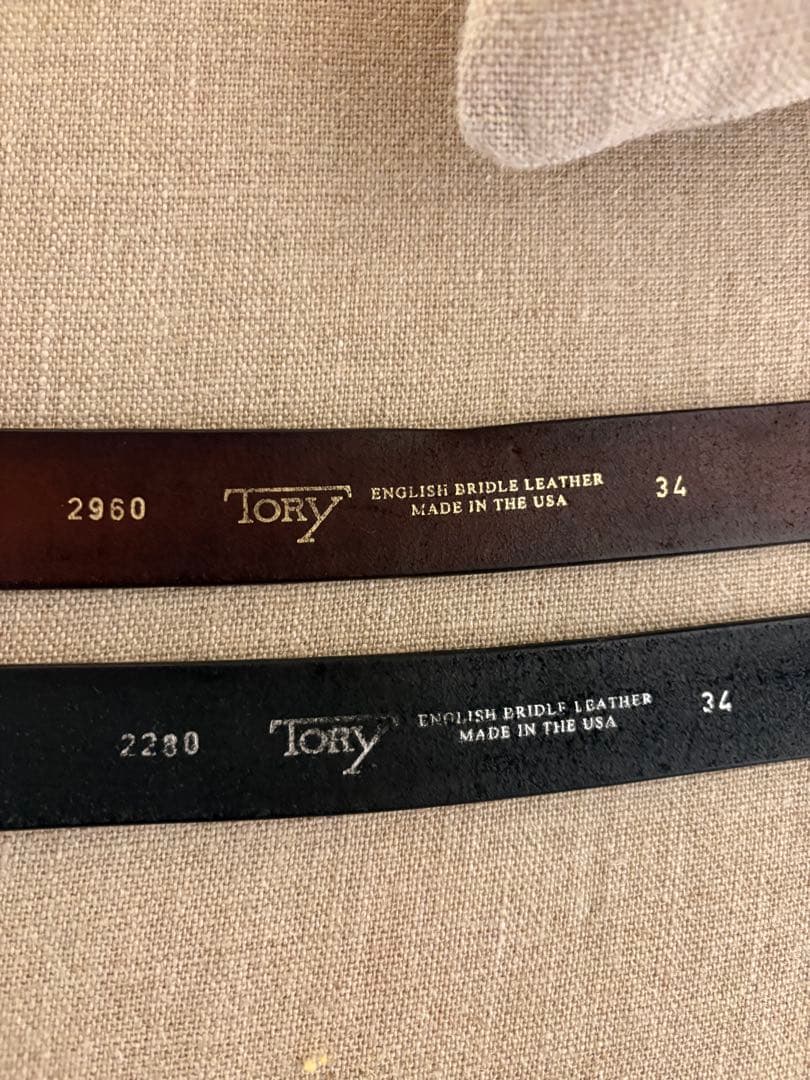 2960 TORY ENGLISH BRIDLE LEATHER 34
MADE IN THE USA
2280 TORY ENGLISH BRIDLE LEATHER 34
MADE IN THE USA